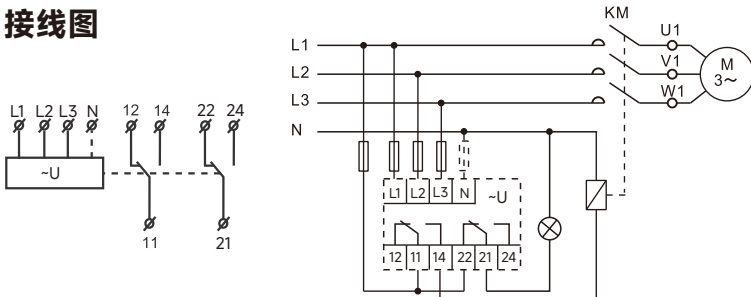 接线图
L1 L2 L3 N 12 14 22 24
~U
11 21
KM
L1 U1
L2 V1
L3 W1
M
3~
N
L1 L2 L3 N ~U
12 11 14 22 21 24